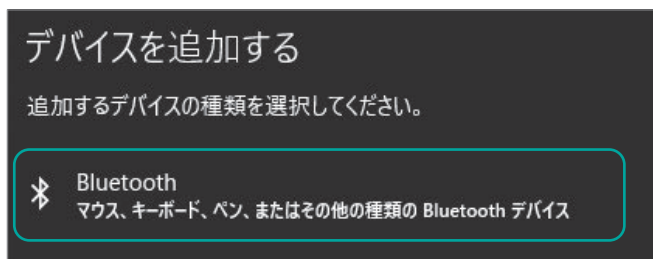 デバイスを追加する
追加するデバイスの種類を選択してください。
Bluetooth
マウス、キーボード、ペン、またはその他の種類の Bluetooth デバイス